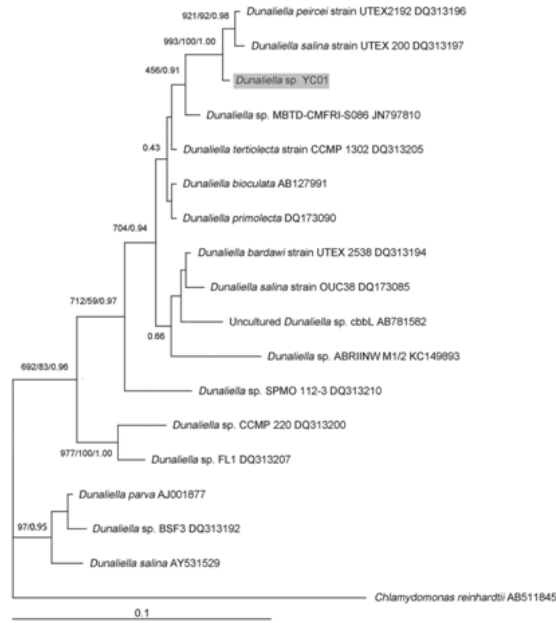 921/92/0.98
Dunaliella peircei strain UTEX2192 DQ313196
993/100/1.00
Dunaliella salina strain UTEX 200 DQ313197
456/0.91
Dunaliella sp. YC01
Dunaliella sp. MBTD-CMFRI-S086 JN797810
0.43
Dunaliella tertiolecta strain CCMP 1302 DQ313205
Dunaliella bioculata AB127991
Dunaliella primolecta DQ173090
704/0.94
Dunaliella bardawi strain UTEX 2538 DQ313194
Dunaliella salina strain OUC38 DQ173085
712/59/0.97
Uncultured Dunaliella sp. cbbL AB781582
0.66
Dunaliella sp. ABRIINW M1/2 KC149893
692/83/0.96
Dunaliella sp. SPMO 112-3 DQ313210
Dunaliella sp. CCMP 220 DQ313200
977/100/1.00
Dunaliella sp. FL1 DQ313207
Dunaliella parva AJ001877
97/0.95
Dunaliella sp. BSF3 DQ313192
Dunaliella salina AY531529
Chlamydomonas reinhardtii AB511845
0.1